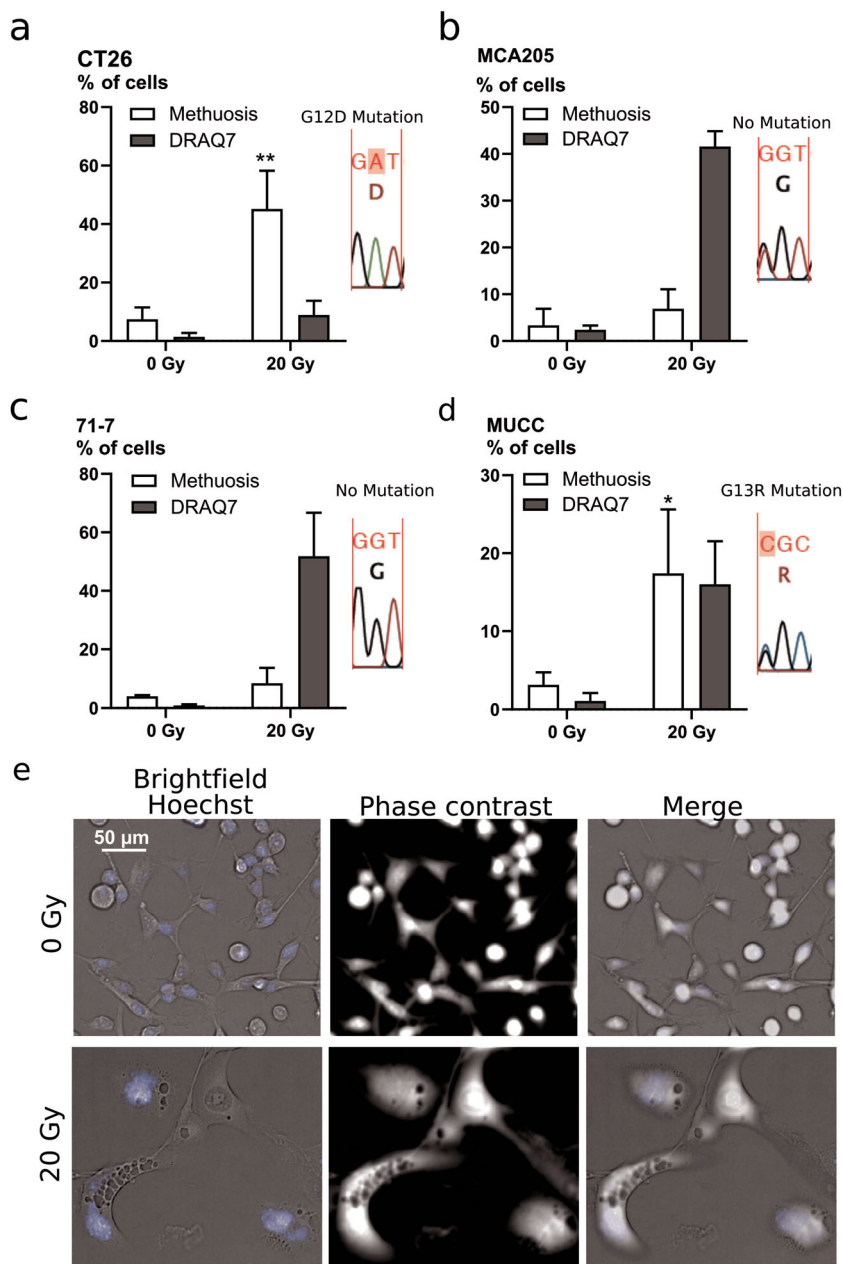 a
CT26
% of cells
80
60
40
20
0
Methuosis
DRAQ7
**
0 Gy
20 Gy
G12D Mutation
GAT
D
b
MCA205
% of cells
50
40
30
20
10
0
Methuosis
DRAQ7
0 Gy
20 Gy
No Mutation
GGT
G
c
71-7
% of cells
80
60
40
20
0
Methuosis
DRAQ7
0 Gy
20 Gy
No Mutation
GGT
G
d
MUCC
% of cells
30
20
10
0
Methuosis
DRAQ7
*
0 Gy
20 Gy
G13R Mutation
CGC
R
e
Brightfield
Hoechst
Phase contrast
Merge
50 µm
0 Gy
20 Gy